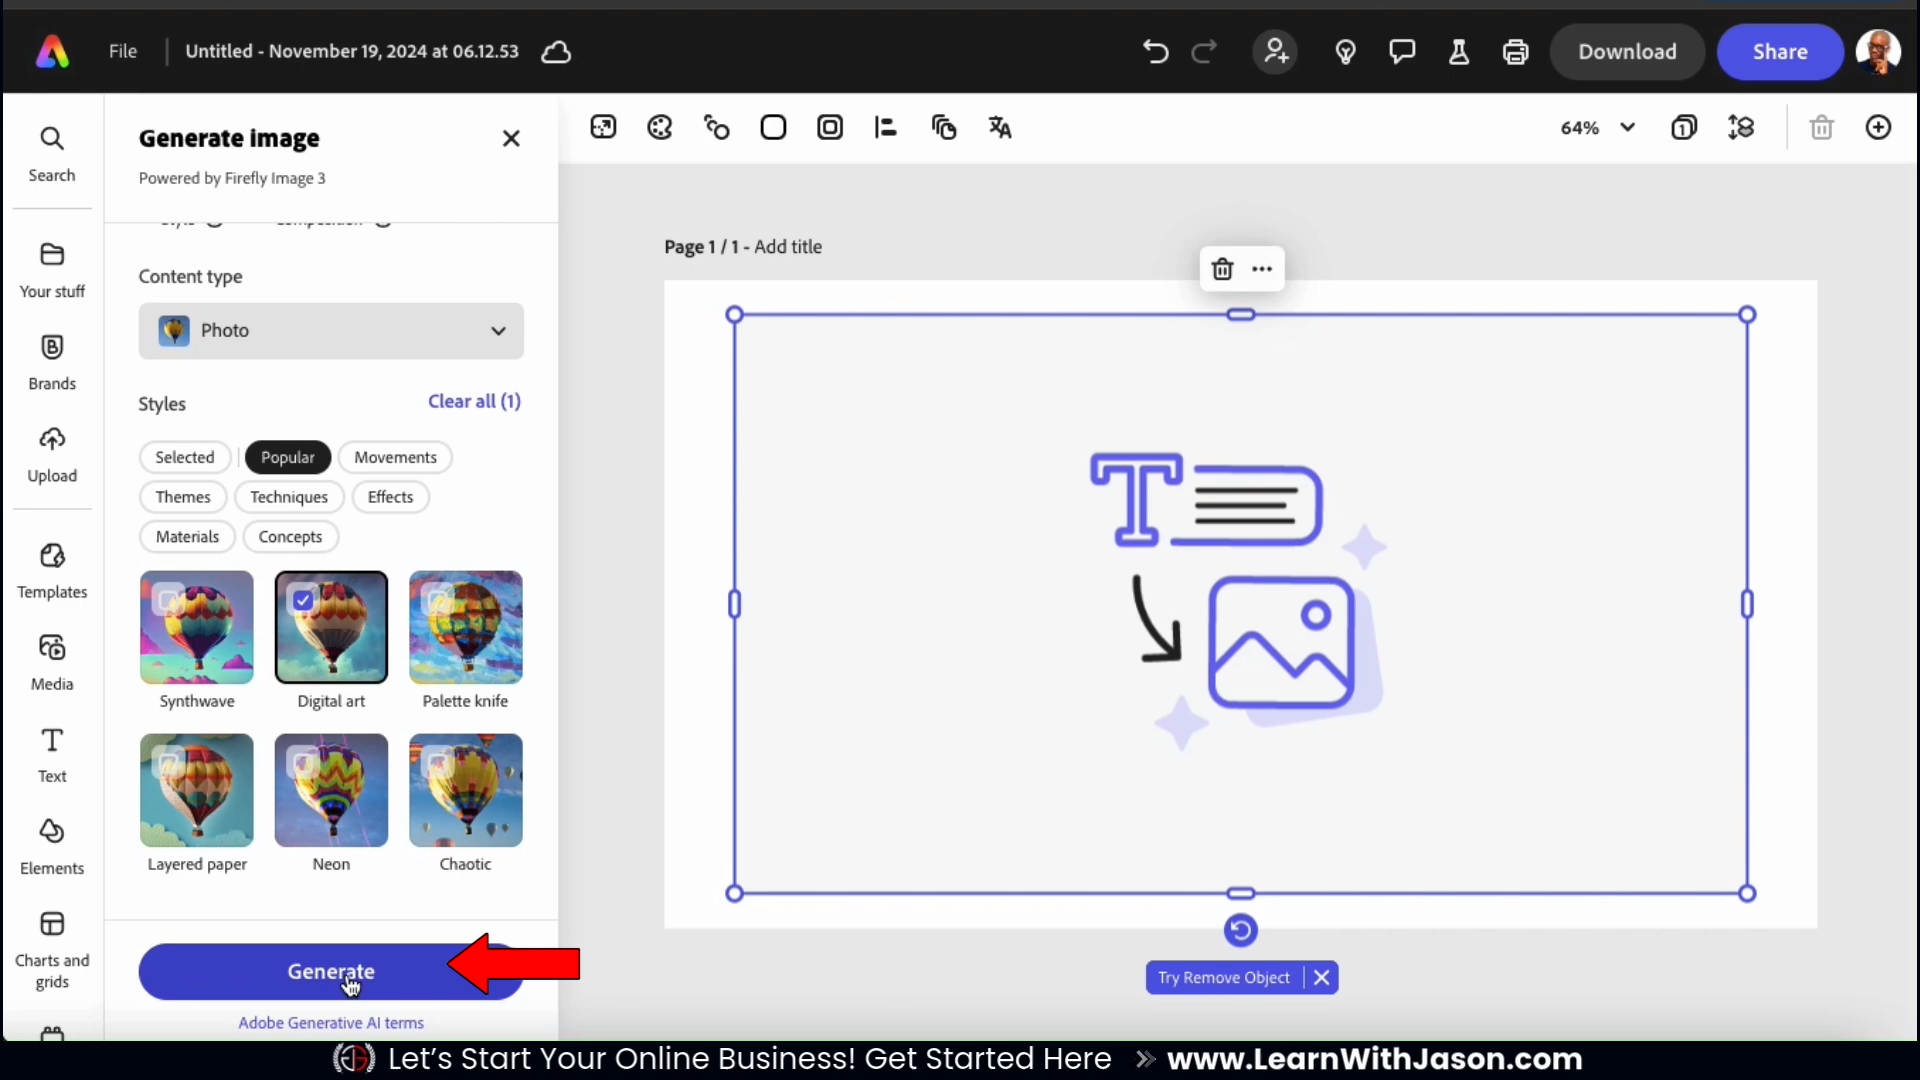 File
Untitled - November 19, 2024 at 06.12.53
Download
Share
Generate image
Powered by Firefly Image 3
64%
1
Search
Your stuff
Brands
Upload
Templates
Media
Text
Elements
Charts and
grids
Content type
Photo
Styles
Clear all (1)
Selected
Popular
Movements
Themes
Techniques
Effects
Materials
Concepts
Synthwave
Digital art
Palette knife
Layered paper
Neon
Chaotic
Generate
Adobe Generative AI terms
Page 1 / 1 - Add title
T
Try Remove Object
Let's Start Your Online Business! Get Started Here » www.LearnWithJason.com